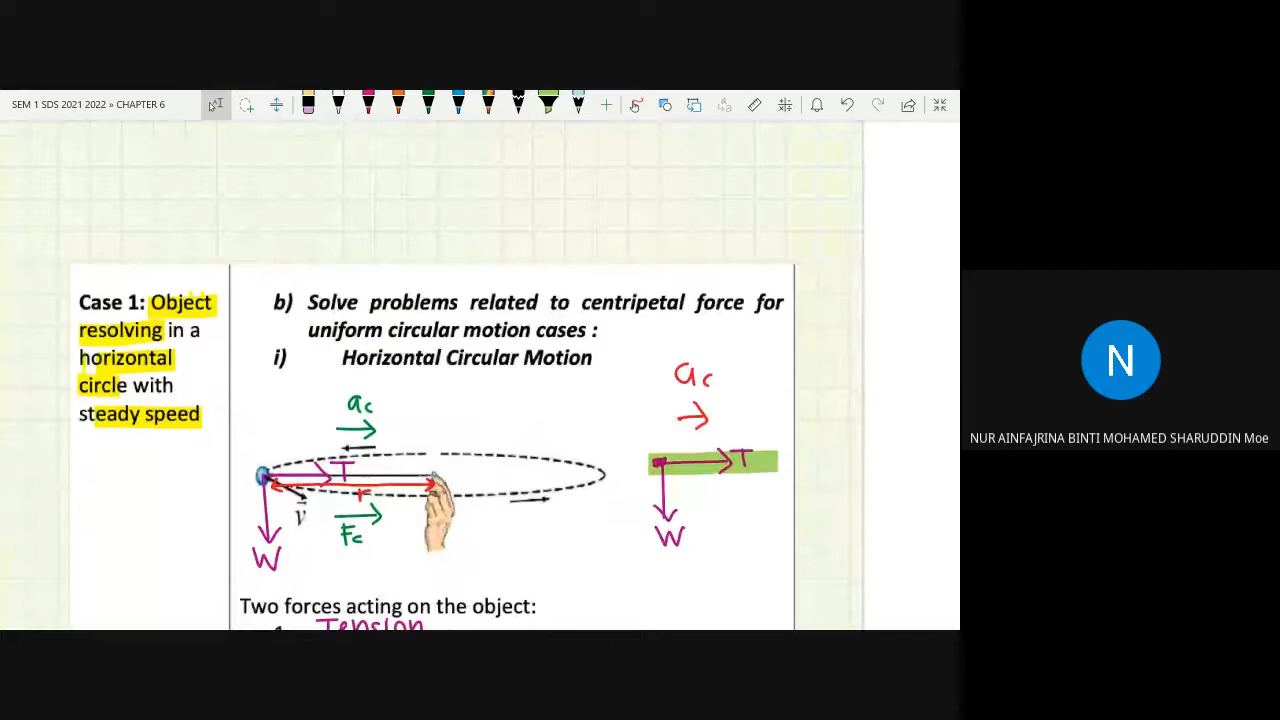 SEM 1 SDS 2021 2022 » CHAPTER 6
Case 1: Object
resolving in a
horizontal
circle with
steady speed
b) Solve problems related to centripetal force for
uniform circular motion cases :
i) Horizontal Circular Motion
ac
T
r
v
Fc
W
ac
T
W
Two forces acting on the object:
1. Tension
N
NUR AINFAJRINA BINTI MOHAMED SHARUDDIN Moe